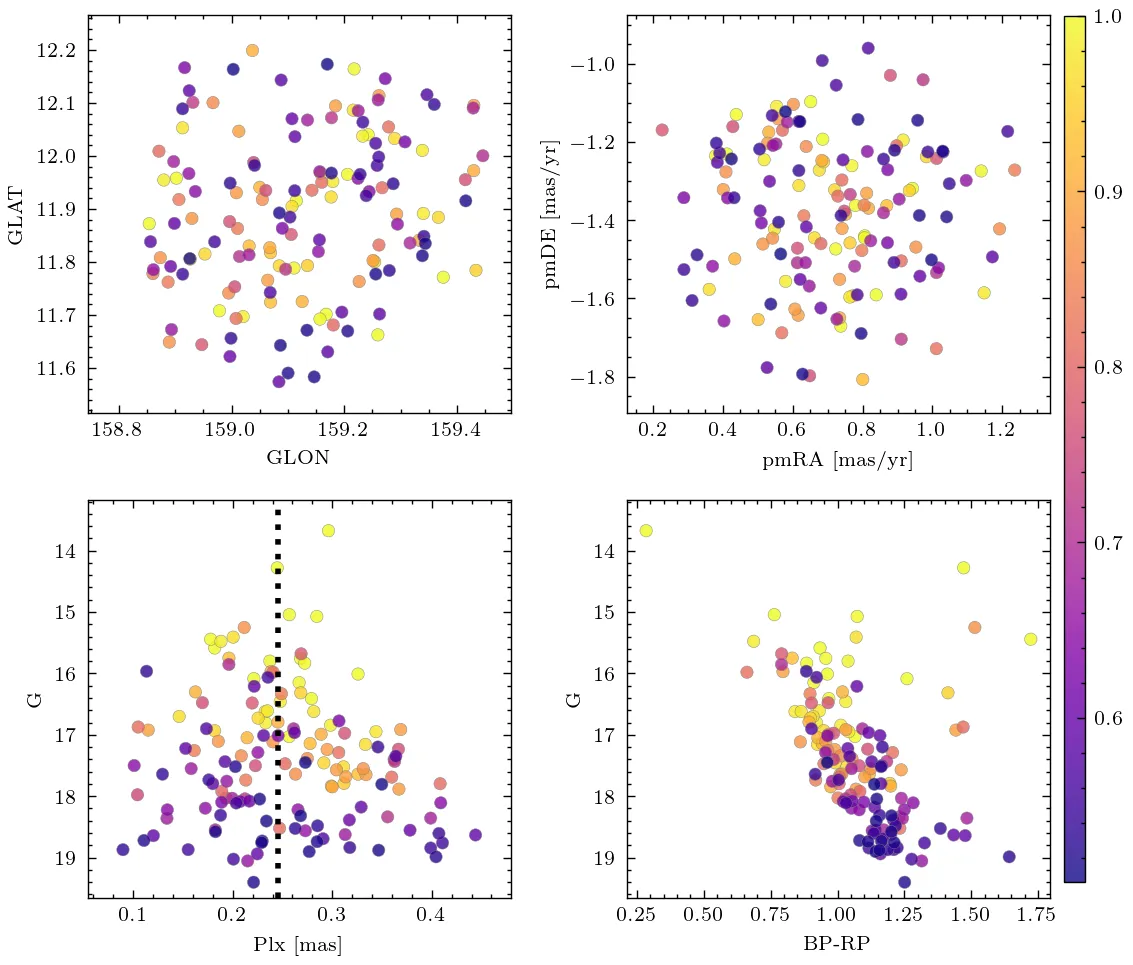 12.2
12.1
12.0
11.9
11.8
11.7
11.6
GLAT
158.8 159.0 159.2 159.4
GLON
−1.0
−1.2
−1.4
−1.6
−1.8
pmDE [mas/yr]
0.2 0.4 0.6 0.8 1.0 1.2
pmRA [mas/yr]
1.0
0.9
0.8
0.7
0.6
14
15
16
17
18
19
G
0.1 0.2 0.3 0.4
Plx [mas]
14
15
16
17
18
19
G
0.25 0.50 0.75 1.00 1.25 1.50 1.75
BP-RP